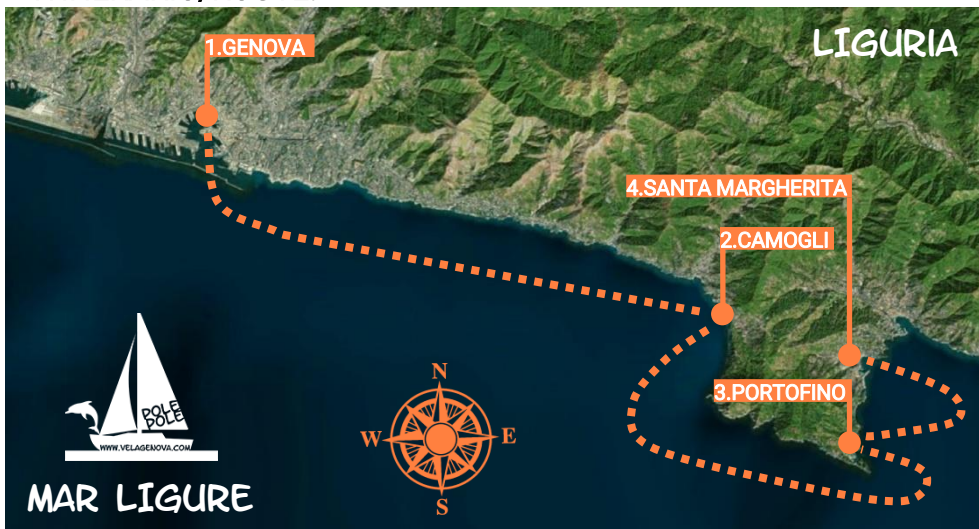 1.GENOVA
LIGURIA
4.SANTA MARGHERITA
2.CAMOGLI
3.PORTOFINO
N
W
E
S
POLE
POLE
WWW.VELAGENOVA.COM
MAR LIGURE